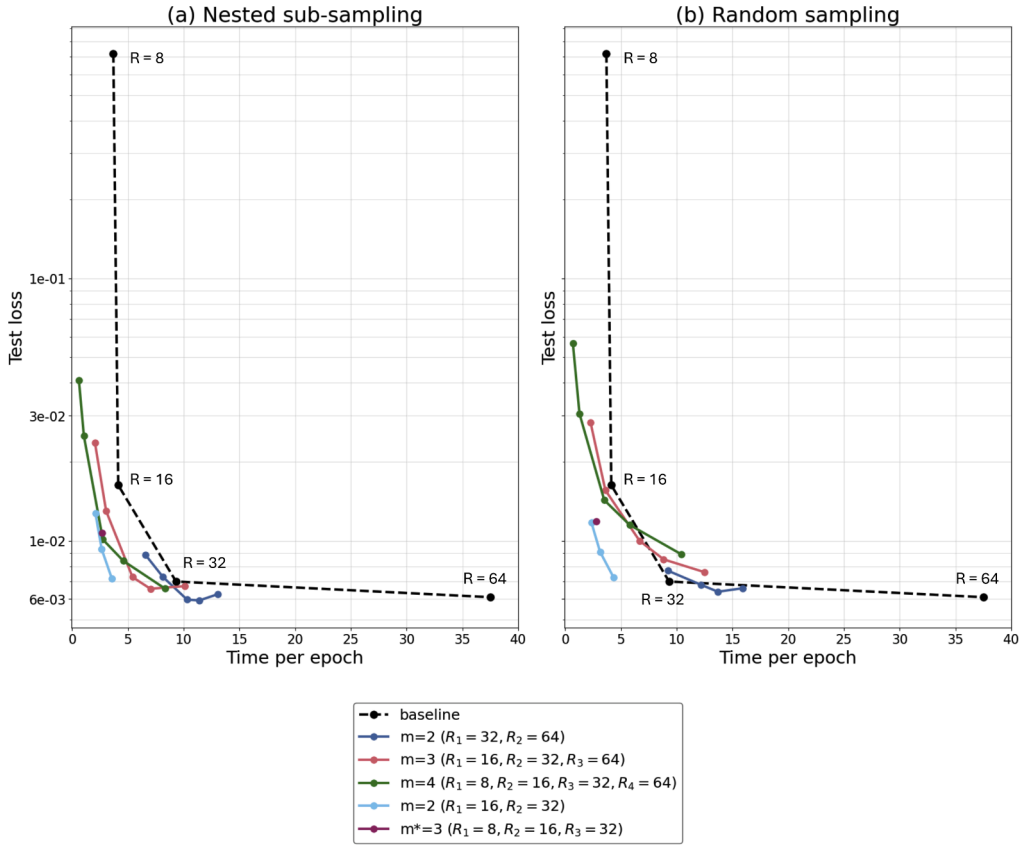 (a) Nested sub-sampling
(b) Random sampling
R = 8
R = 8
1e-01
Test loss
Test loss
3e-02
R = 16
R = 16
1e-02
R = 32
R = 64
R = 64
6e-03
R = 32
0 5 10 15 20 25 30 35 40
0 5 10 15 20 25 30 35 40
Time per epoch
Time per epoch
baseline
m=2 (R₁ = 32, R₂ = 64)
m=3 (R₁ = 16, R₂ = 32, R₃ = 64)
m=4 (R₁ = 8, R₂ = 16, R₃ = 32, R₄ = 64)
m=2 (R₁ = 16, R₂ = 32)
m*=3 (R₁ = 8, R₂ = 16, R₃ = 32)